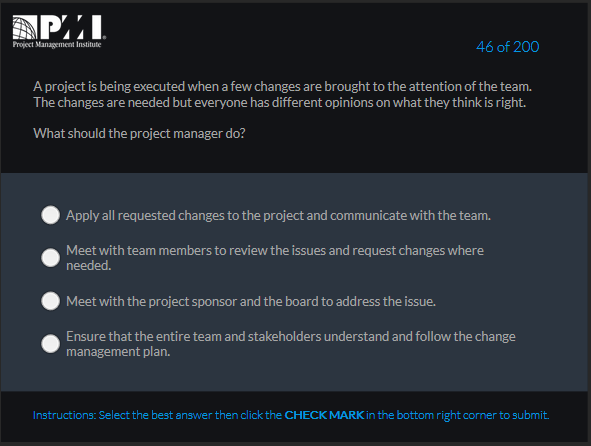 PMI
Project Management Institute
46 of 200
A project is being executed when a few changes are brought to the attention of the team.
The changes are needed but everyone has different opinions on what they think is right.
What should the project manager do?
Apply all requested changes to the project and communicate with the team.
Meet with team members to review the issues and request changes where
needed.
Meet with the project sponsor and the board to address the issue.
Ensure that the entire team and stakeholders understand and follow the change
management plan.
Instructions: Select the best answer then click the CHECK MARK in the bottom right corner to submit.